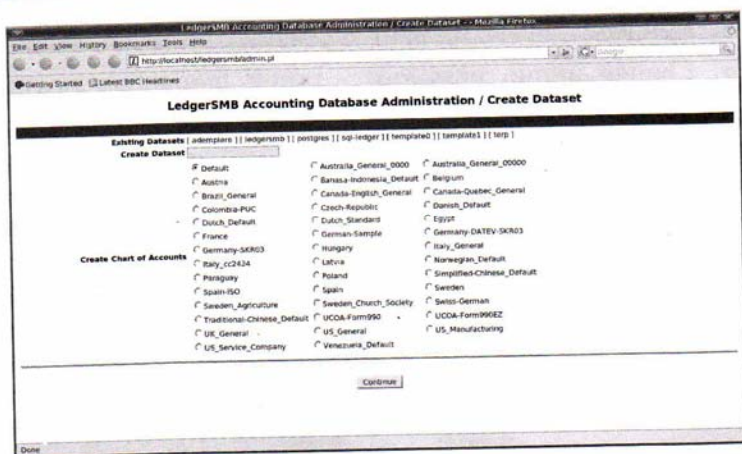 LedgerSMB Accounting Database Administration / Create Dataset -- Mozilla Firefox
File Edit View History Bookmarks Tools Help
http://localhost/ledgersmb/admin.pl
Google
Getting Started Latest BBC Headlines
LedgerSMB Accounting Database Administration / Create Dataset
Existing Datasets [ adempiere ] [ ledgersmb ] [ postgres ] [ sql-ledger ] [ template0 ] [ template1 ] [ terp ]
Create Dataset
Default Australia_General_0000 Australia_General_00000
Austria Bahasa-Indonesia_Default Belgium
Brazil_General Canada-English_General Canada-Quebec_General
Colombia-PUC Czech-Republic Danish_Default
Dutch_Default Dutch_Standard Egypt
France German-Sample Germany-DATEV-SKR03
Germany-SKR03 Hungary Italy_General
Create Chart of Accounts Italy_cc2424 Latvia Norwegian_Default
Paraguay Poland Simplified-Chinese_Default
Spain-ISO Spain Sweden
Sweden_Agriculture Sweden_Church_Society Swiss-German
Traditional-Chinese_Default UCOA-Form990 UCOA-Form990EZ
UK_General US_General US_Manufacturing
US_Service_Company Venezuela_Default
Continue
Done